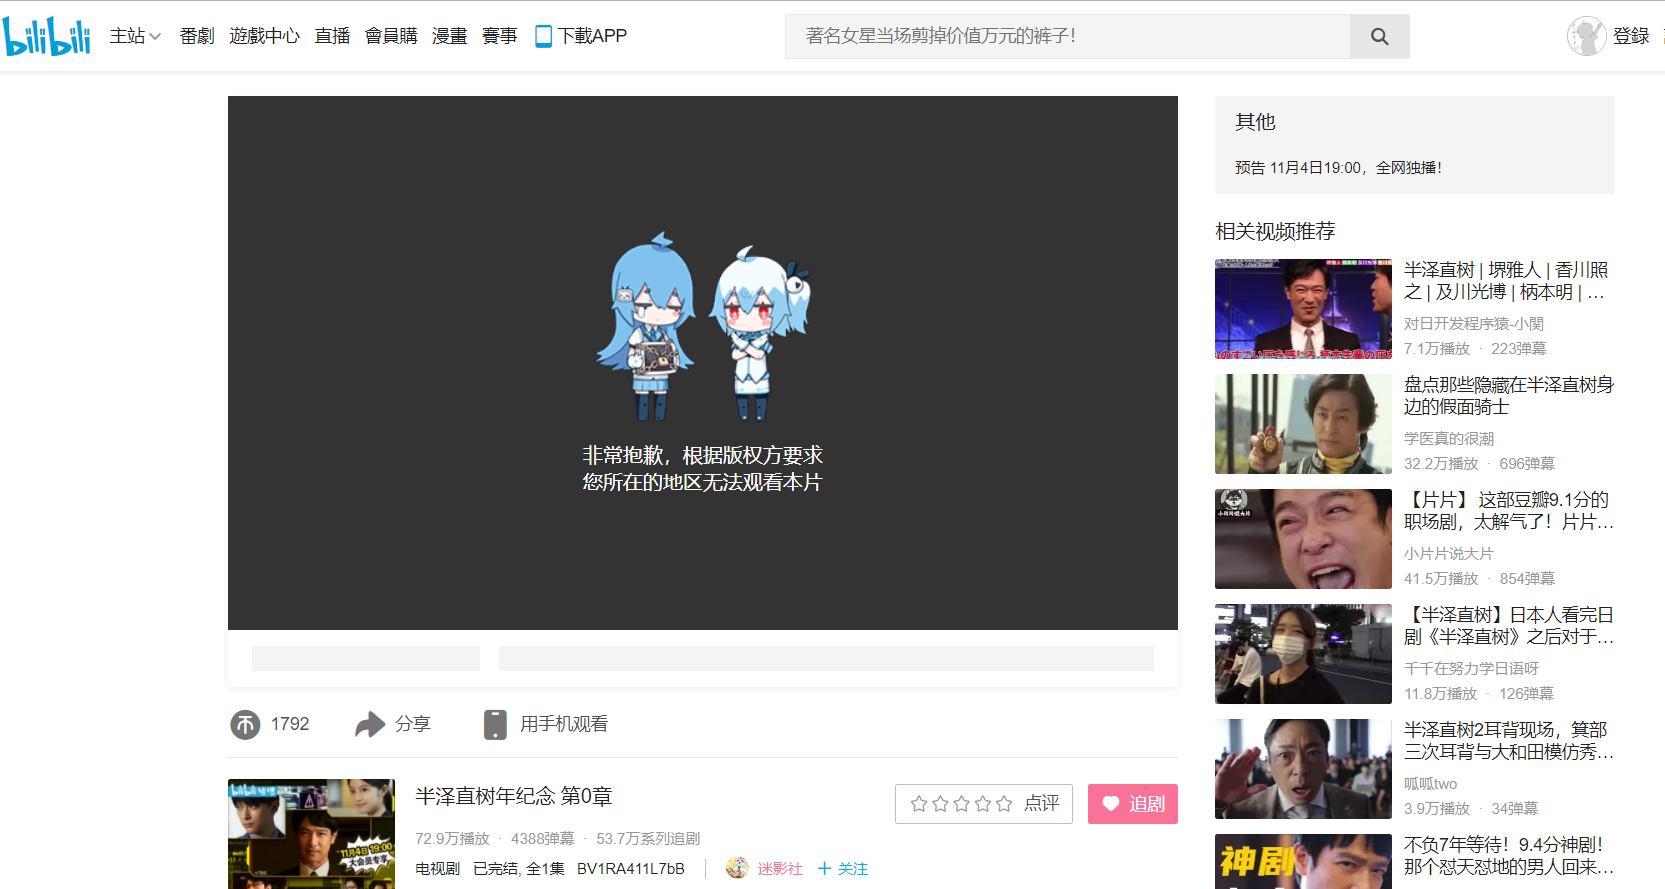 bilibili
主站
番劇
遊戲中心
直播
會員購
漫畫
賽事
下載APP
著名女星当场剪掉价值万元的裤子！
登錄
非常抱歉，根据版权方要求
您所在的地区无法观看本片
1792
分享
用手机观看
半泽直树年纪念 第0章
72.9万播放 · 4388弹幕 · 53.7万系列追剧
电视剧 已完结, 全1集 BV1RA411L7bB
迷影社
关注
点评
追剧
11月4日 19:00
大会员专享
其他
预告 11月4日19:00，全网独播！
相关视频推荐
半泽直树 | 堺雅人 | 香川照
之 | 及川光博 | 柄本明 | ...
对日开发程序猿-小関
7.1万播放 · 223弹幕
盘点那些隐藏在半泽直树身
边的假面骑士
学医真的很潮
32.2万播放 · 696弹幕
【片片】 这部豆瓣9.1分的
职场剧，太解气了！片片...
小片片说大片
41.5万播放 · 854弹幕
【半泽直树】日本人看完日
剧《半泽直树》之后对于...
千千在努力学日语呀
11.8万播放 · 126弹幕
半泽直树2耳背现场，箕部
三次耳背与大和田模仿秀...
呱呱two
3.9万播放 · 34弹幕
神剧
不负7年等待！9.4分神剧！
那个怼天怼地的男人回来...